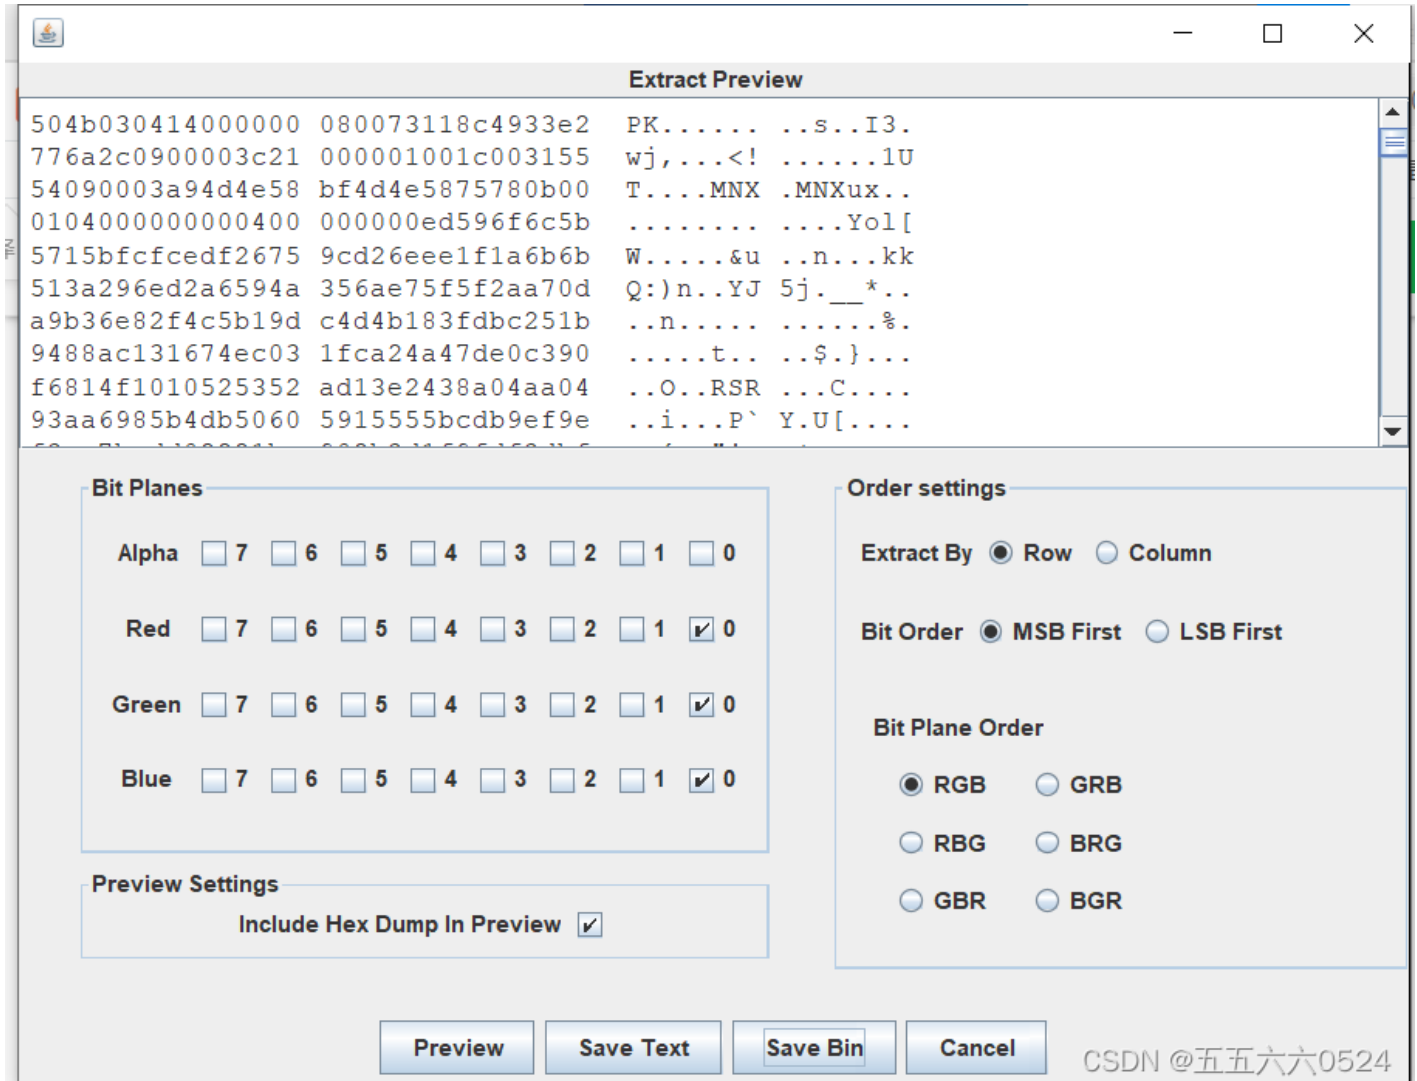 Extract Preview
504b030414000000 080073118c4933e2 PK...... ..s..I3.
776a2c0900003c21 000001001c003155 wj,...<! ......1U
54090003a94d4e58 bf4d4e5875780b00 T....MNX .MNXux..
0104000000000400 000000ed596f6c5b ........ ....Yol[
5715bfcfcedf2675 9cd26eee1f1a6b6b W.....&u ..n...kk
513a296ed2a6594a 356ae75f5f2aa70d Q:)n..YJ 5j.__*..
a9b36e82f4c5b19d c4d4b183fdbc251b ..n..... ......%.
9488ac131674ec03 1fca24a47de0c390 .....t.. ..$.}...
f6814f1010525352 ad13e2438a04aa04 ..O..RSR ...C....
93aa6985b4db5060 5915555bcdb9ef9e ..i...P` Y.U[....
Bit Planes
Alpha 7 6 5 4 3 2 1 0
Red 7 6 5 4 3 2 1 0
Green 7 6 5 4 3 2 1 0
Blue 7 6 5 4 3 2 1 0
Preview Settings
Include Hex Dump In Preview
Order settings
Extract By Row Column
Bit Order MSB First LSB First
Bit Plane Order
RGB GRB
RBG BRG
GBR BGR
Preview Save Text Save Bin Cancel
CSDN @五五六六0524